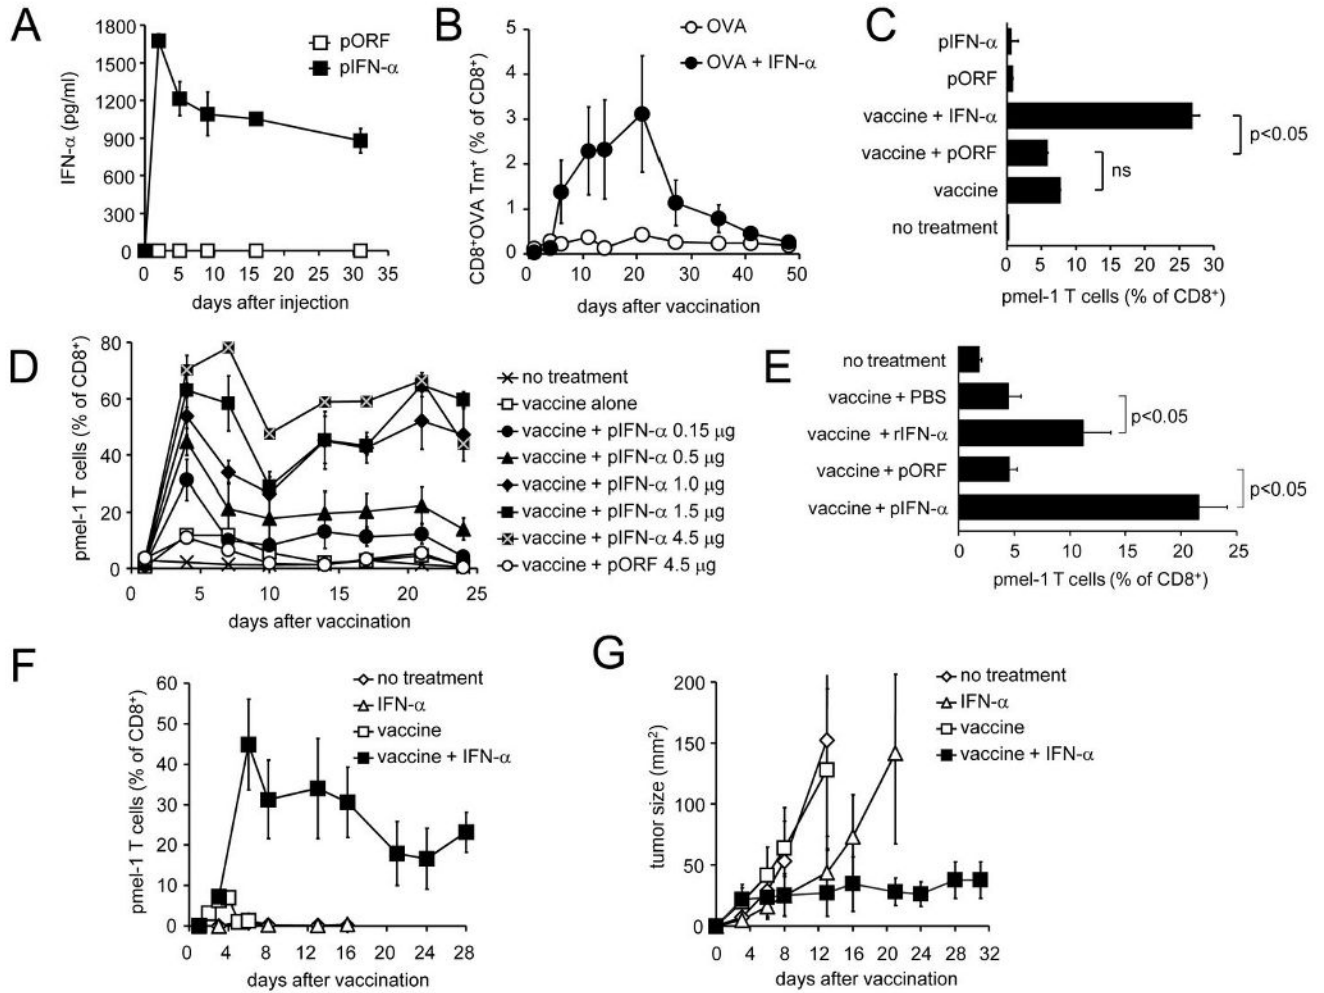 A
IFN-α (pg/ml)
1800
1500
1200
900
600
300
0
pORF
pIFN-α
0 5 10 15 20 25 30 35
days after injection
B
CD8⁺OVA Tm⁺ (% of CD8⁺)
5
4
3
2
1
0
OVA
OVA + IFN-α
0 10 20 30 40 50
days after vaccination
C
pIFN-α
pORF
vaccine + IFN-α
vaccine + pORF
vaccine
no treatment
p<0.05
ns
0 5 10 15 20 25 30
pmel-1 T cells (% of CD8⁺)
D
pmel-1 T cells (% of CD8⁺)
80
60
40
20
0
0 5 10 15 20 25
days after vaccination
no treatment
vaccine alone
vaccine + pIFN-α 0.15 µg
vaccine + pIFN-α 0.5 µg
vaccine + pIFN-α 1.0 µg
vaccine + pIFN-α 1.5 µg
vaccine + pIFN-α 4.5 µg
vaccine + pORF 4.5 µg
E
no treatment
vaccine + PBS
vaccine + rIFN-α
vaccine + pORF
vaccine + pIFN-α
p<0.05
p<0.05
0 5 10 15 20 25
pmel-1 T cells (% of CD8⁺)
F
pmel-1 T cells (% of CD8⁺)
60
50
40
30
20
10
0
no treatment
IFN-α
vaccine
vaccine + IFN-α
0 4 8 12 16 20 24 28
days after vaccination
G
tumor size (mm²)
200
150
100
50
0
no treatment
IFN-α
vaccine
vaccine + IFN-α
0 4 8 12 16 20 24 28 32
days after vaccination